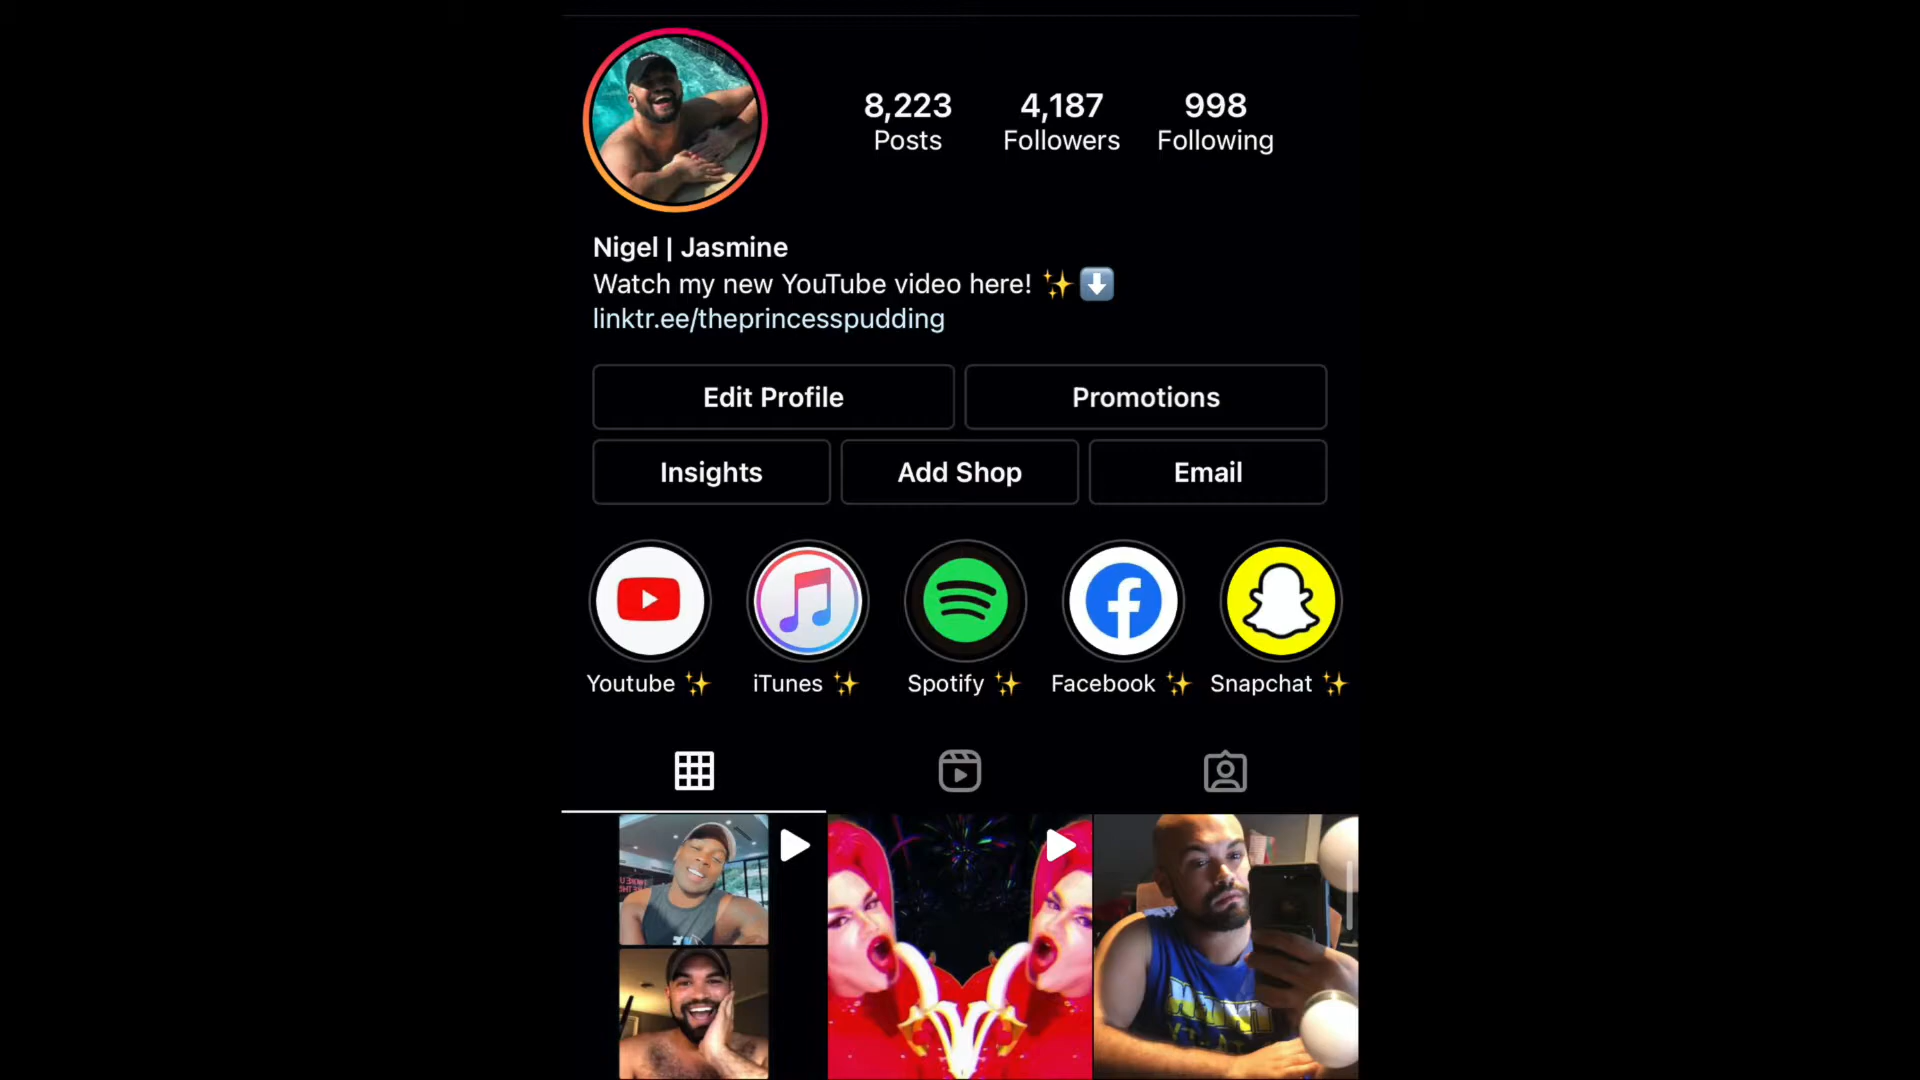 8,223 4,187 998
Posts Followers Following
Nigel | Jasmine
Watch my new YouTube video here! ✨⬇️
linktr.ee/theprincesspudding
Edit Profile Promotions
Insights Add Shop Email
Youtube ✨ iTunes ✨ Spotify ✨ Facebook ✨ Snapchat ✨